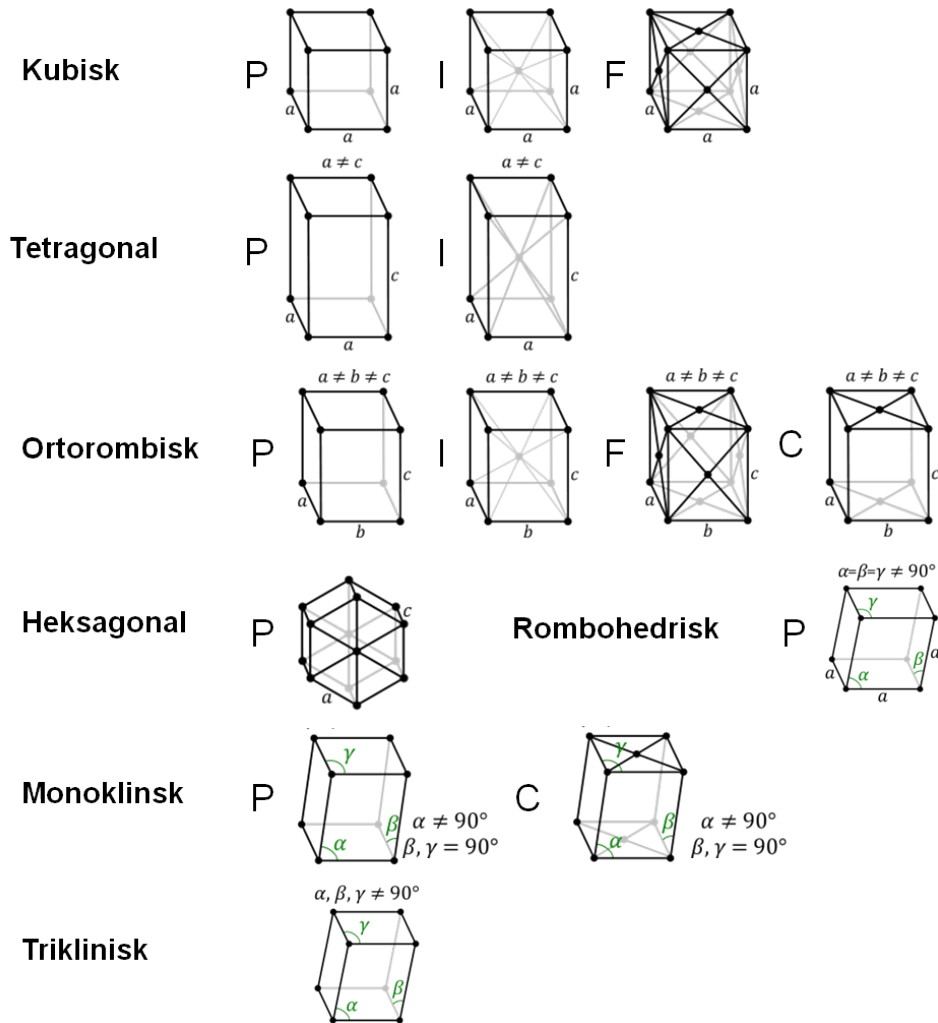 Kubisk P a a a I a a a F a a a
a ≠ c a ≠ c
Tetragonal P a a c I a a c
a ≠ b ≠ c a ≠ b ≠ c a ≠ b ≠ c a ≠ b ≠ c
Ortorombisk P a b c I a b c F a b c C a b c
α=β=γ ≠ 90°
Heksagonal P a c Rombohedrisk P γ β α a a a
Monoklinsk P γ β α α ≠ 90° C γ β α α ≠ 90°
β, γ = 90° β, γ = 90°
α, β, γ ≠ 90°
Triklinisk γ β α